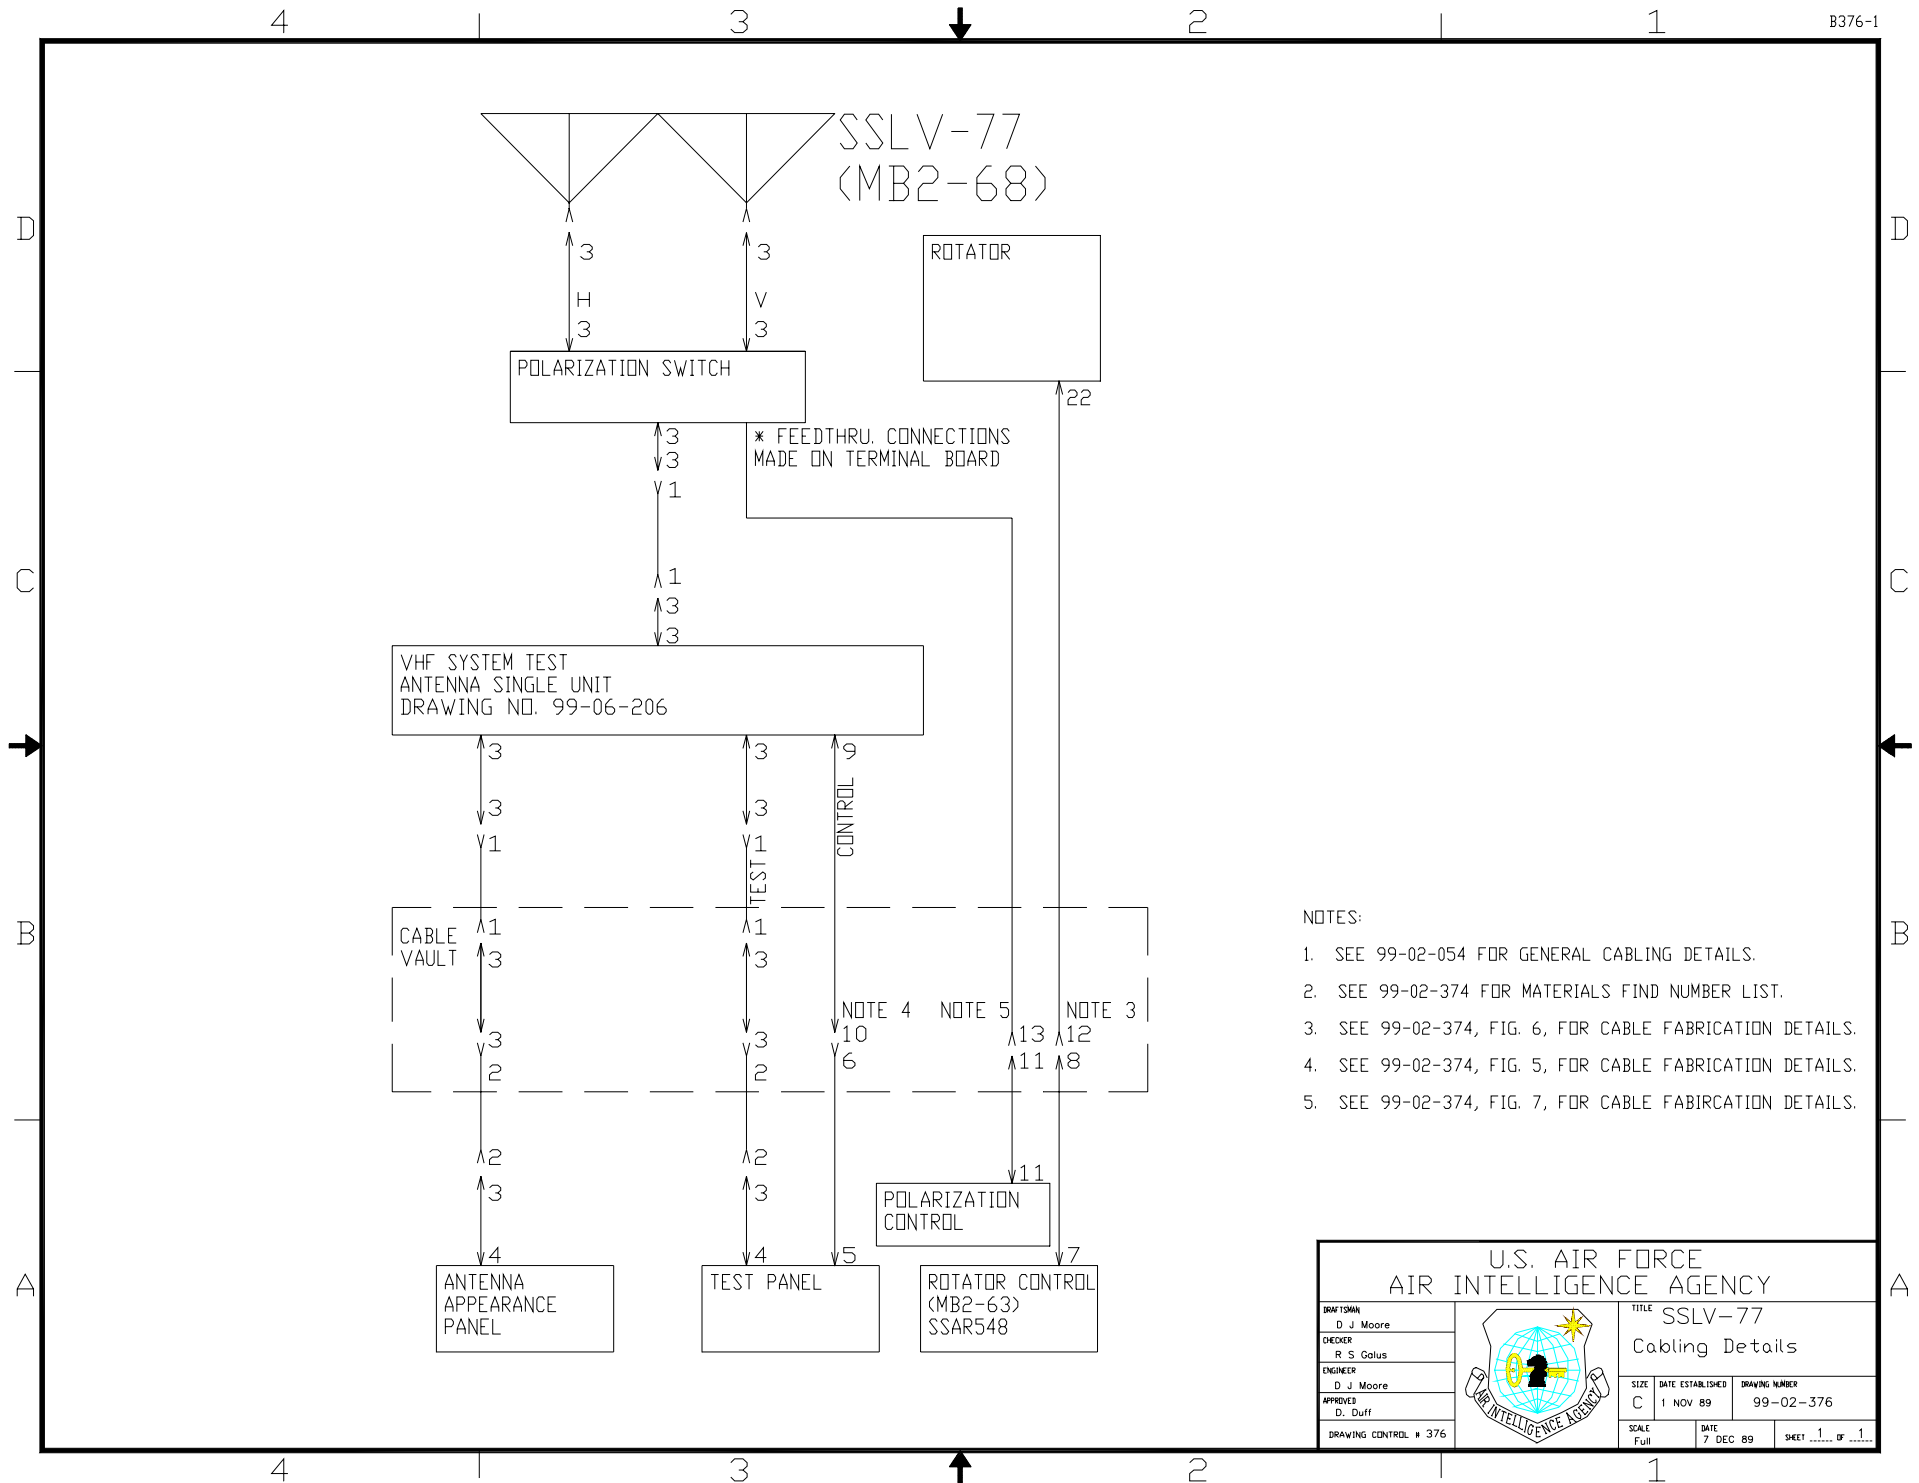 4 3 2 1 B376-1
SSLV-77
(MB2-68)
D D
3 3
ROTATOR
H V
3 3
POLARIZATION SWITCH
22
3
* FEEDTHRU. CONNECTIONS
3
MADE ON TERMINAL BOARD
1
C 1 C
3
3
VHF SYSTEM TEST
ANTENNA SINGLE UNIT
DRAWING NO. 99-06-206
3 3 9
CONTROL
3 3
1 1
TEST
B B
CABLE
VAULT
1 1
3 3
NOTE 4 NOTE 5 NOTE 3
3 3 10 13 12
6 11 8
2 2
NOTES:
1. SEE 99-02-054 FOR GENERAL CABLING DETAILS.
2. SEE 99-02-374 FOR MATERIALS FIND NUMBER LIST.
3. SEE 99-02-374, FIG. 6, FOR CABLE FABRICATION DETAILS.
4. SEE 99-02-374, FIG. 5, FOR CABLE FABRICATION DETAILS.
5. SEE 99-02-374, FIG. 7, FOR CABLE FABIRCATION DETAILS.
2 2
3 3 11
POLARIZATION
CONTROL
4 4 5 7
A A
ANTENNA
APPEARANCE
PANEL
TEST PANEL
ROTATOR CONTROL
(MB2-63)
SSAR548
U.S. AIR FORCE
AIR INTELLIGENCE AGENCY
DRAFTSMAN
D J Moore
CHECKER
R S Galus
ENGINEER
D J Moore
APPROVED
D. Duff
DRAWING CONTROL # 376
AIR INTELLIGENCE AGENCY
TITLE SSLV-77
Cabling Details
SIZE DATE ESTABLISHED DRAWING NUMBER
C 1 NOV 89 99-02-376
SCALE DATE
Full 7 DEC 89 SHEET 1 OF 1
4 3 2 1